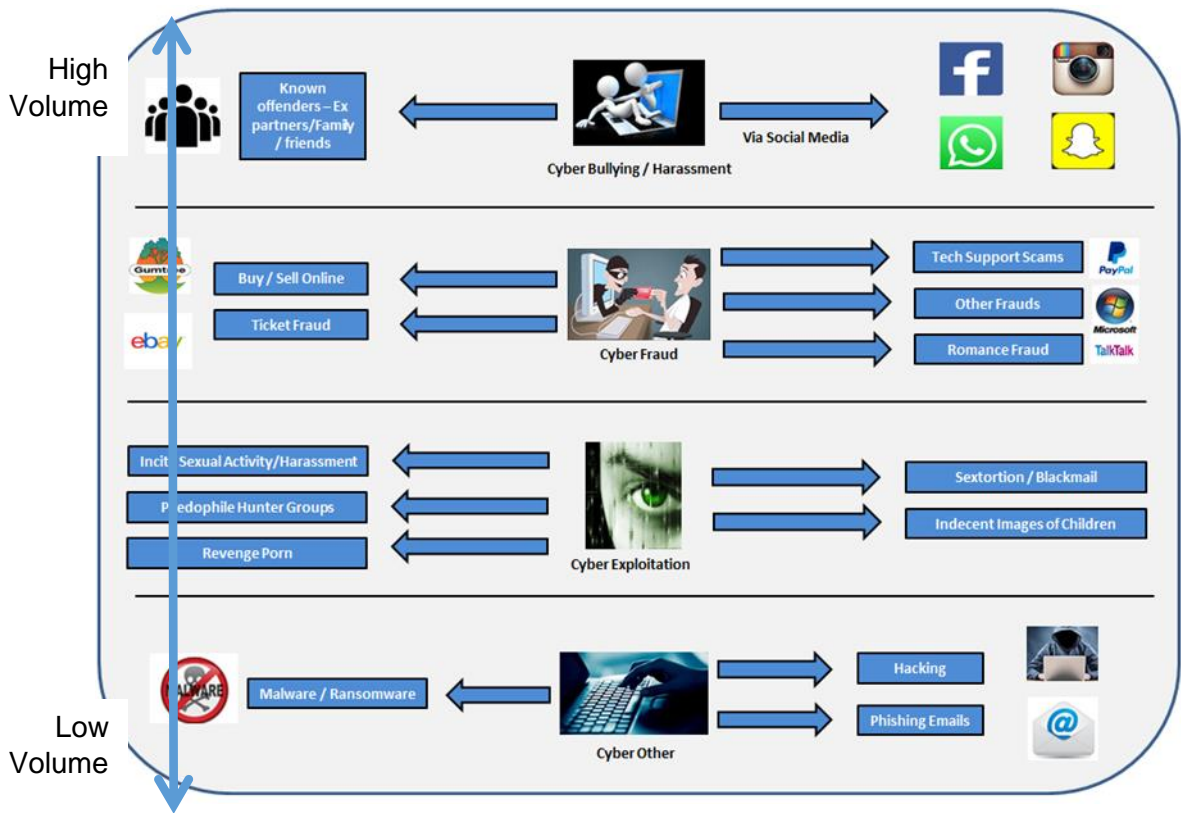 High
Volume
Known
offenders – Ex
partners/Family
/ friends
Cyber Bullying / Harassment
Via Social Media
Gumtree
ebay
Buy / Sell Online
Ticket Fraud
Cyber Fraud
Tech Support Scams
Other Frauds
Romance Fraud
PayPal
Microsoft
TalkTalk
Incite Sexual Activity/Harassment
Paedophile Hunter Groups
Revenge Porn
Cyber Exploitation
Sextortion / Blackmail
Indecent Images of Children
MALWARE
Malware / Ransomware
Cyber Other
Hacking
Phishing Emails
@
Low
Volume